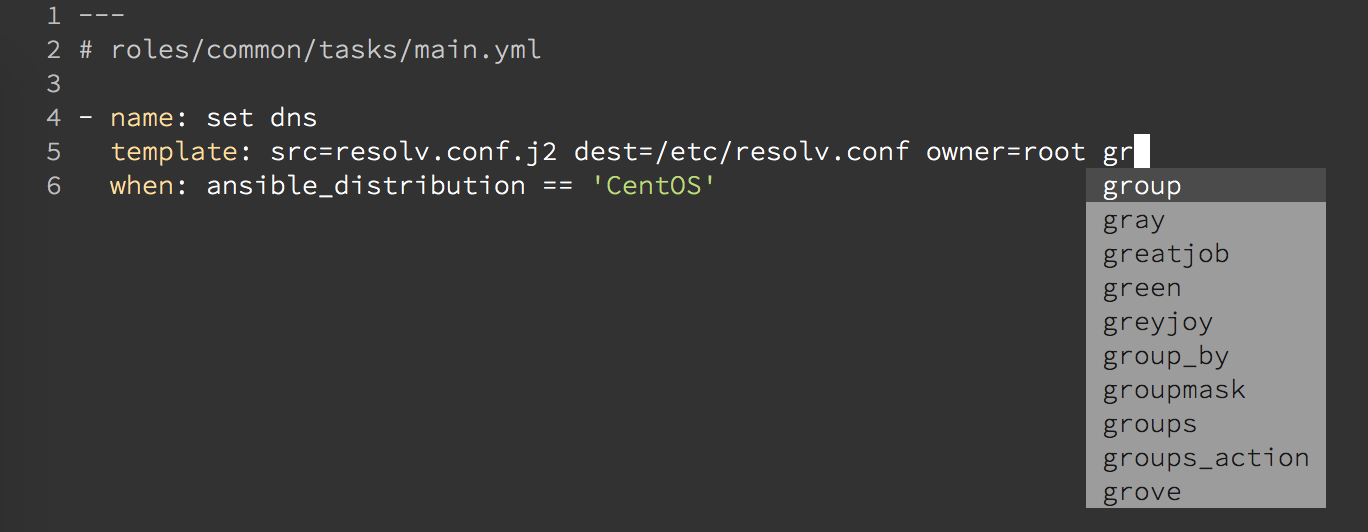 1 ---
2 # roles/common/tasks/main.yml
3
4 - name: set dns
5   template: src=resolv.conf.j2 dest=/etc/resolv.conf owner=root gr
6   when: ansible_distribution == 'CentOS'
group
gray
greatjob
green
greyjoy
group_by
groupmask
groups
groups_action
grove